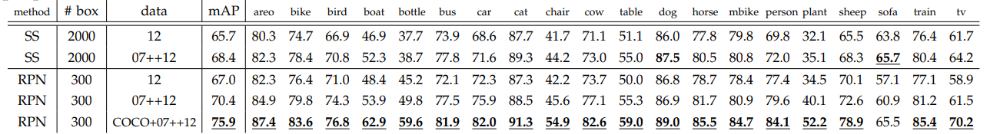 method # box data mAP areo bike bird boat bottle bus car cat chair cow table dog horse mbike person plant sheep sofa train tv
SS 2000 12 65.7 80.3 74.7 66.9 46.9 37.7 73.9 68.6 87.7 41.7 71.1 51.1 86.0 77.8 79.8 69.8 32.1 65.5 63.8 76.4 61.7
SS 2000 07++12 68.4 82.3 78.4 70.8 52.3 38.7 77.8 71.6 89.3 44.2 73.0 55.0 87.5 80.5 80.8 72.0 35.1 68.3 65.7 80.4 64.2
RPN 300 12 67.0 82.3 76.4 71.0 48.4 45.2 72.1 72.3 87.3 42.2 73.7 50.0 86.8 78.7 78.4 77.4 34.5 70.1 57.1 77.1 58.9
RPN 300 07++12 70.4 84.9 79.8 74.3 53.9 49.8 77.5 75.9 88.5 45.6 77.1 55.3 86.9 81.7 80.9 79.6 40.1 72.6 60.9 81.2 61.5
RPN 300 COCO+07++12 75.9 87.4 83.6 76.8 62.9 59.6 81.9 82.0 91.3 54.9 82.6 59.0 89.0 85.5 84.7 84.1 52.2 78.9 65.5 85.4 70.2